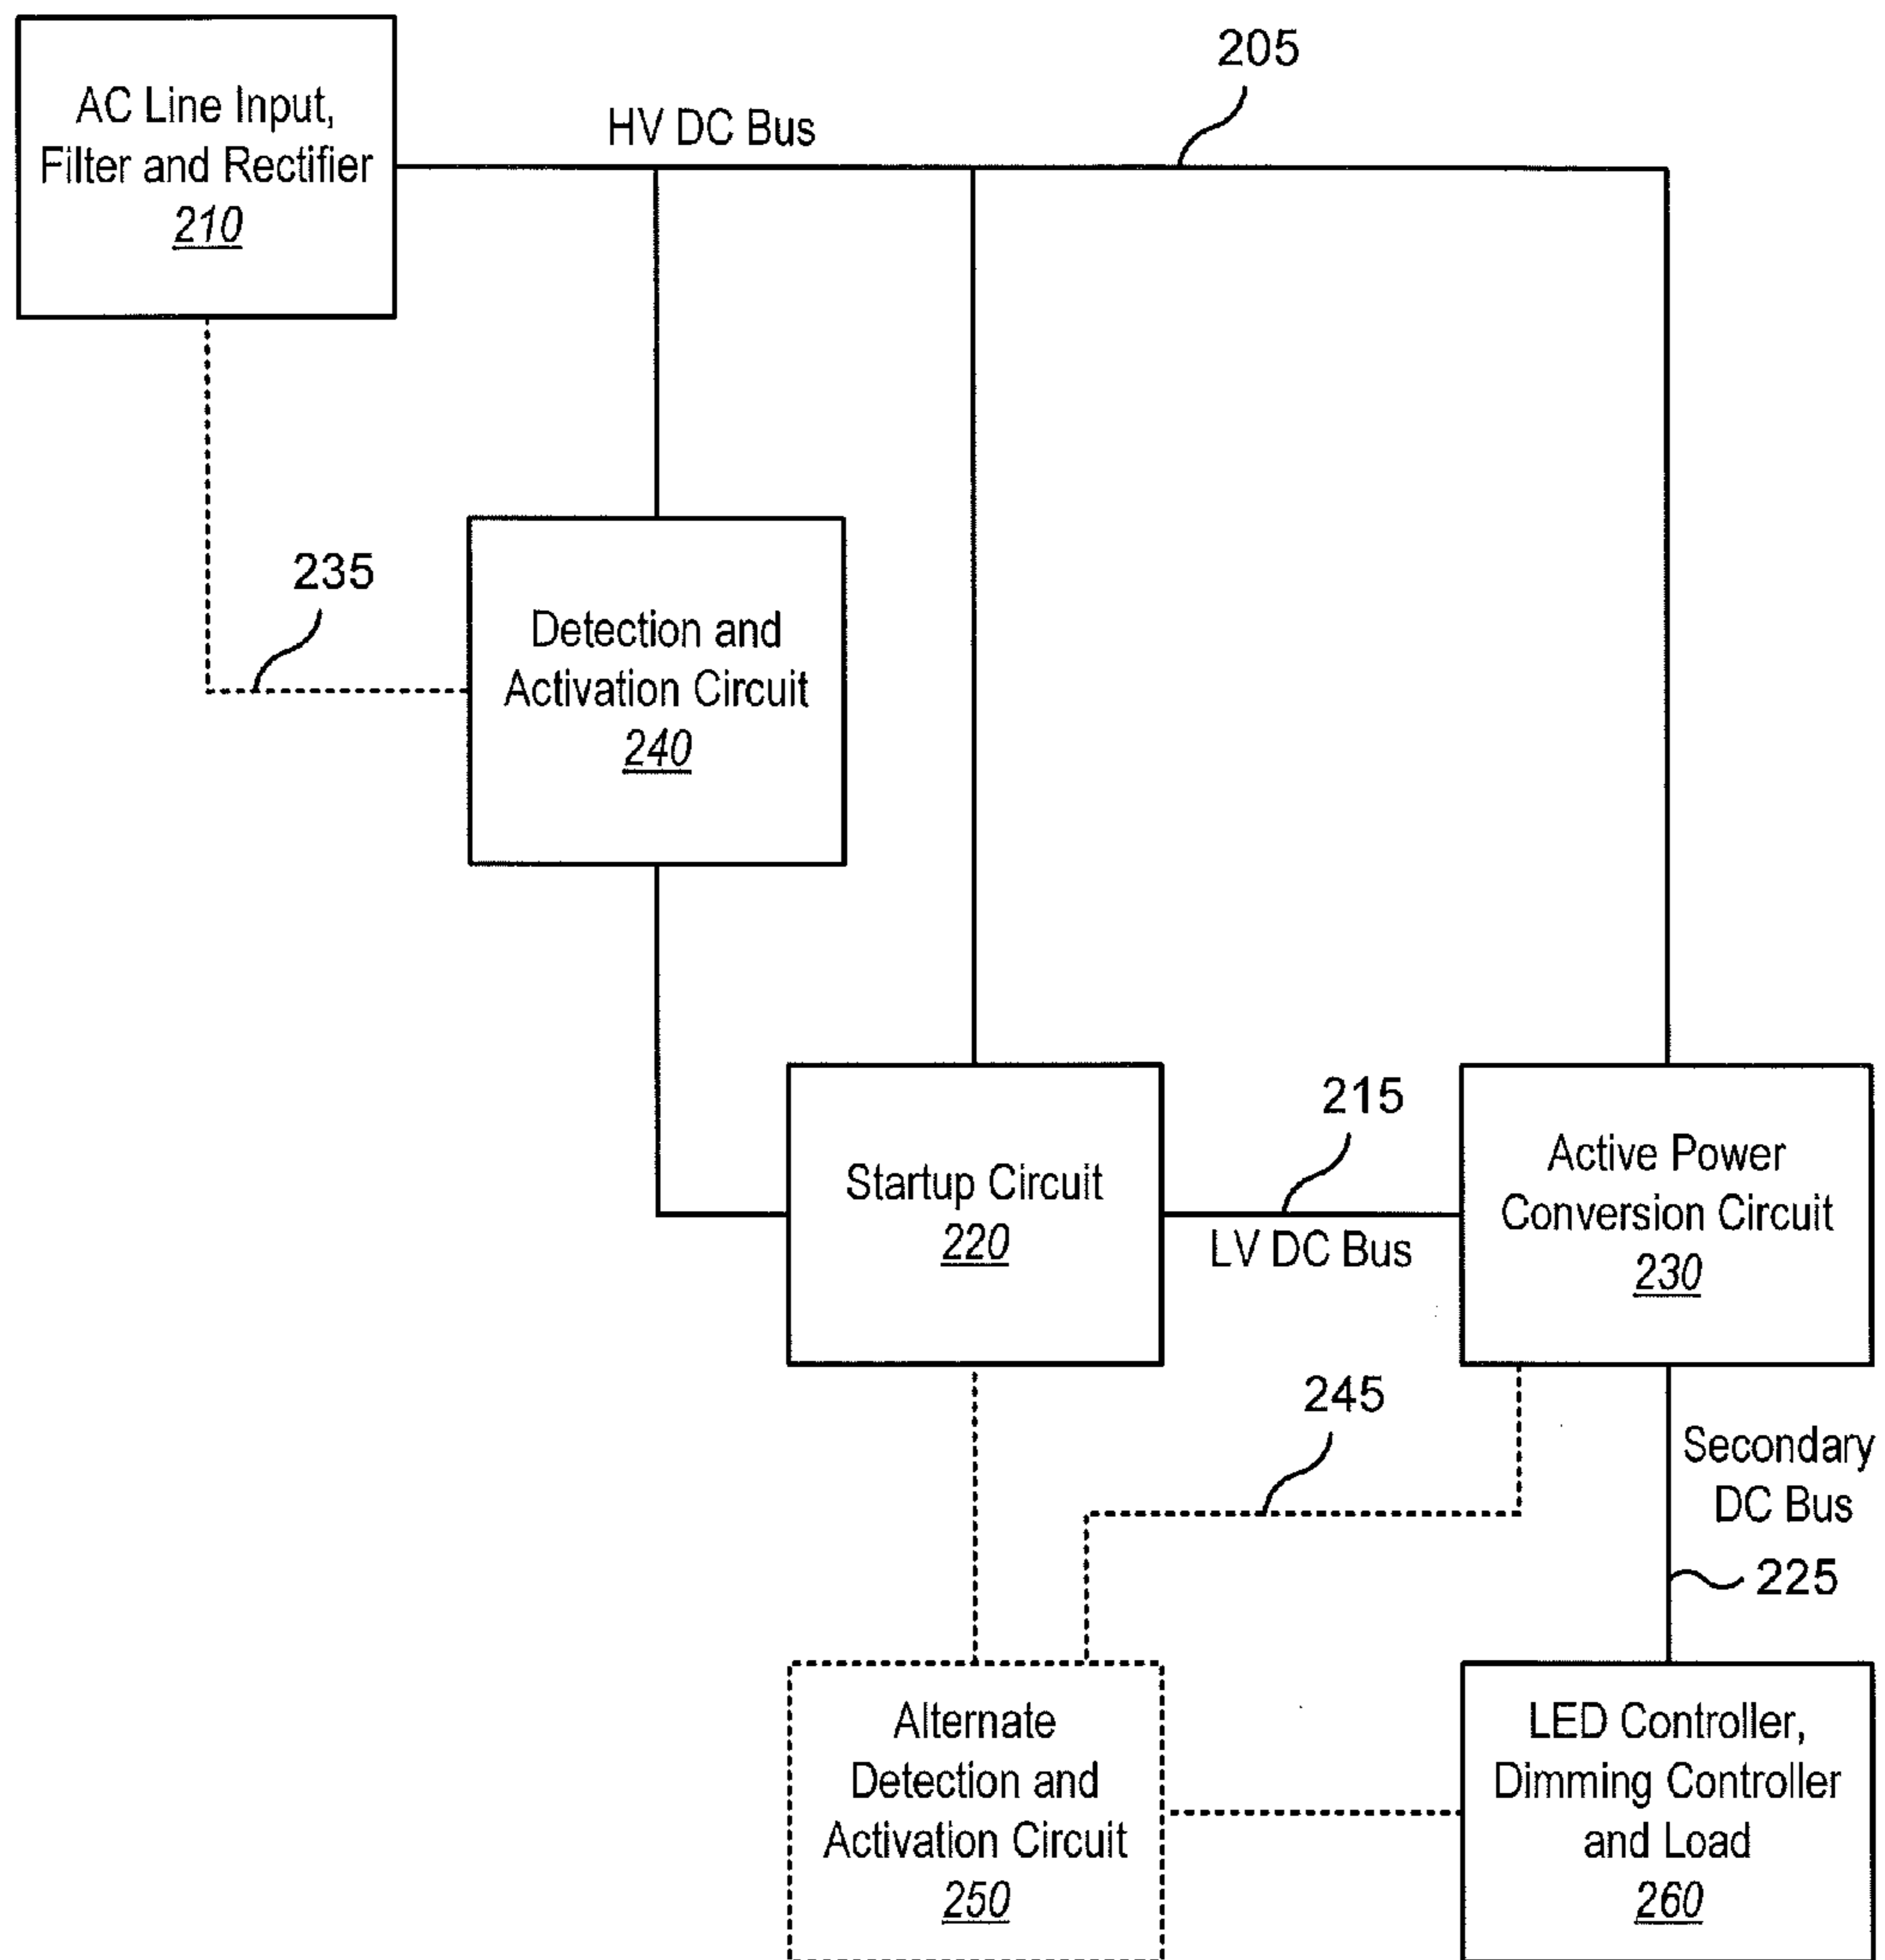 205
AC Line Input,
Filter and Rectifier
210
HV DC Bus
235
Detection and
Activation Circuit
240
215
Startup Circuit
220
LV DC Bus
Active Power
Conversion Circuit
230
245
Secondary
DC Bus
225
Alternate
Detection and
Activation Circuit
250
LED Controller,
Dimming Controller
and Load
260